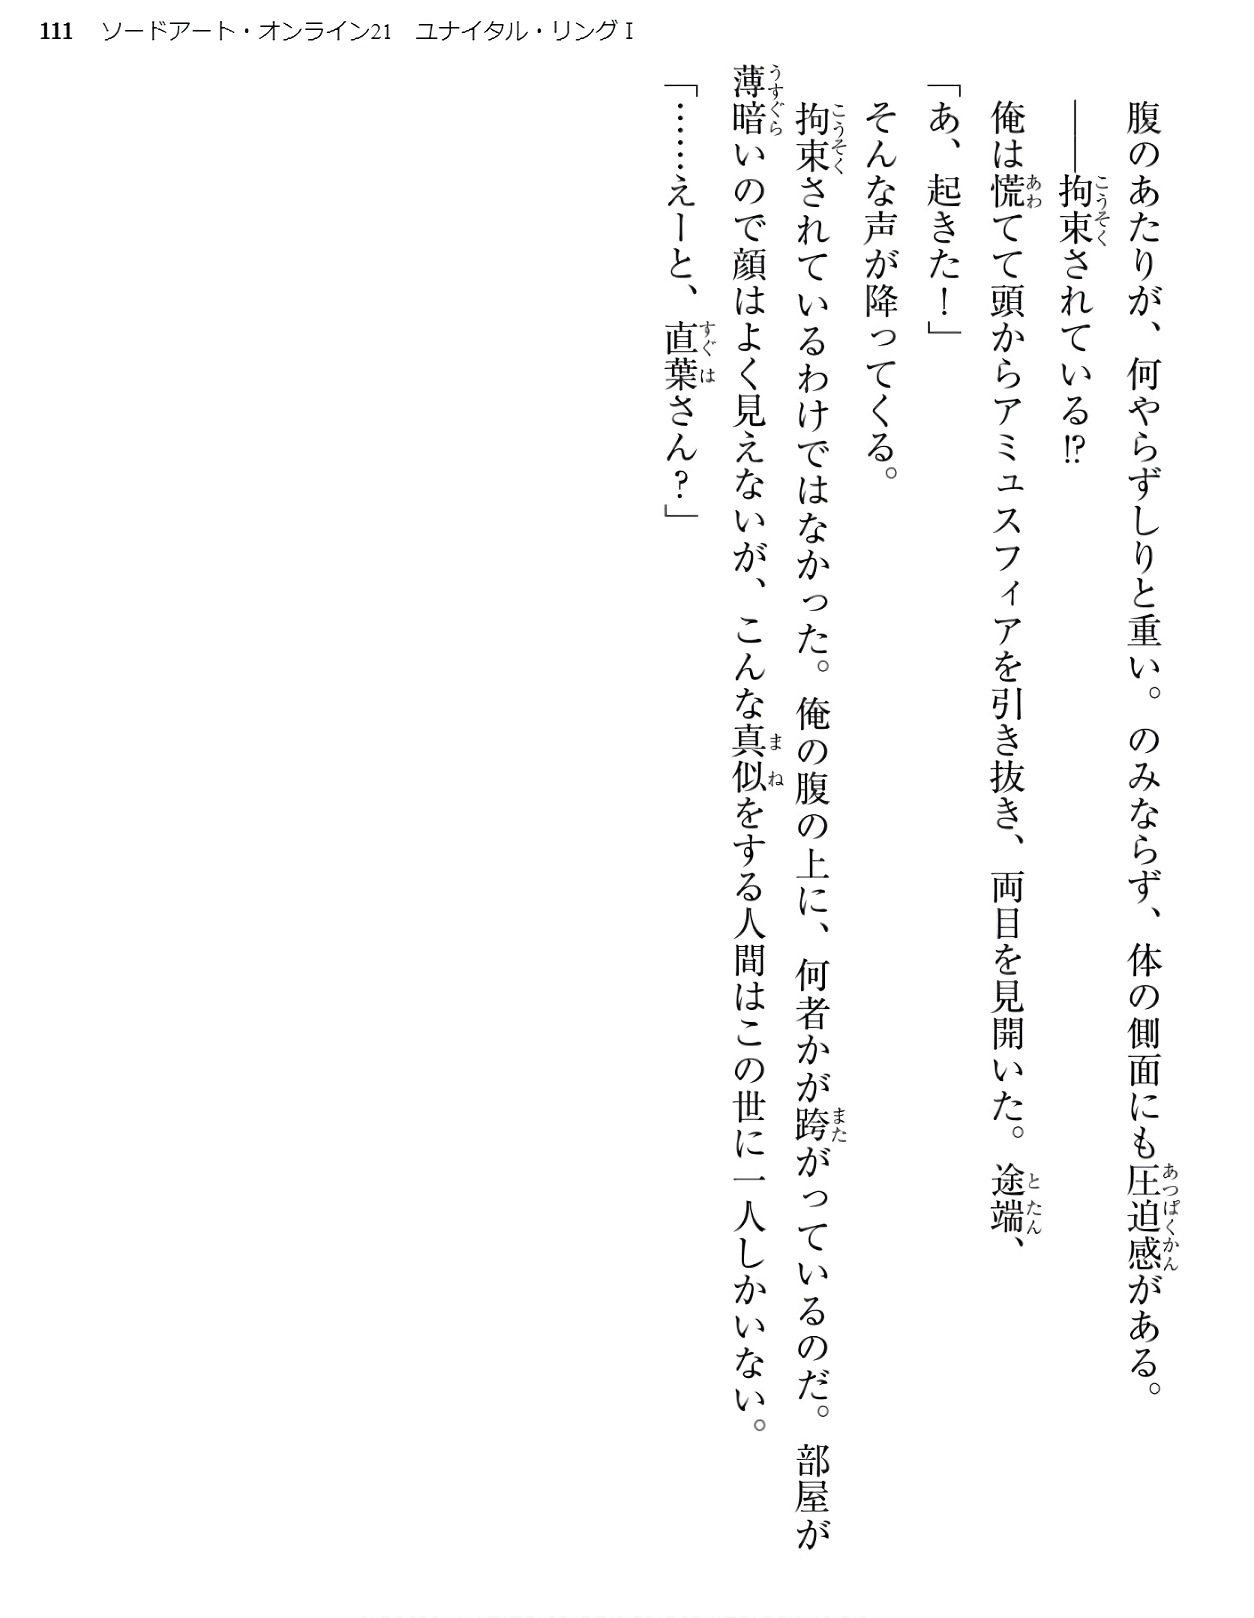 111 ソードアート・オンライン21 ユナイタル・リングⅠ
腹のあたりが、何やらずしりと重い。のみならず、体の側面にも圧迫感がある。
――拘束されている!?
俺は慌てて頭からアミュスフィアを引き抜き、両目を見開いた。途端、
「あ、起きた！」
そんな声が降ってくる。
拘束されているわけではなかった。俺の腹の上に、何者かが跨がっているのだ。部屋が
薄暗いので顔はよく見えないが、こんな真似をする人間はこの世に一人しかいない。
「……えーと、直葉さん？」